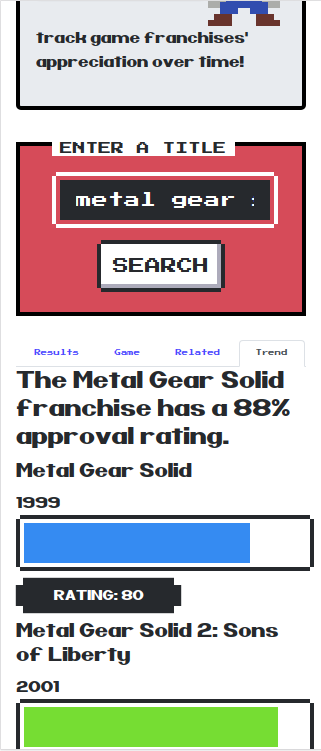 track game franchises'
appreciation over time!
ENTER A TITLE
metal gear :
SEARCH
Results Game Related Trend
The Metal Gear Solid
franchise has a 88%
approval rating.
Metal Gear Solid
1999
RATING: 80
Metal Gear Solid 2: Sons
of Liberty
2001